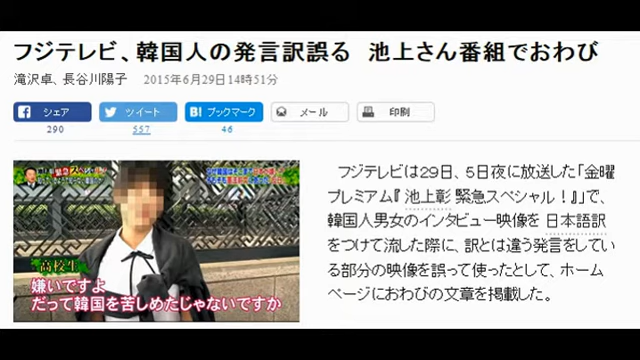 フジテレビ、韓国人の発言訳誤る 池上さん番組でおわび
滝沢卓、長谷川陽子 2015年6月29日14時51分
シェア
ツイート
B! ブックマーク
メール
印刷
290
557
46
フジテレビは29日、5日夜に放送した「金曜
プレミアム『池上彰 緊急スペシャル！』」で、
韓国人男女のインタビュー映像を日本語訳
をつけて流した際に、訳とは違う発言をしてい
る部分の映像を誤って使ったとして、ホーム
ページにおわびの文章を掲載した。
高校生
嫌いですよ
だって韓国を苦しめたじゃないですか